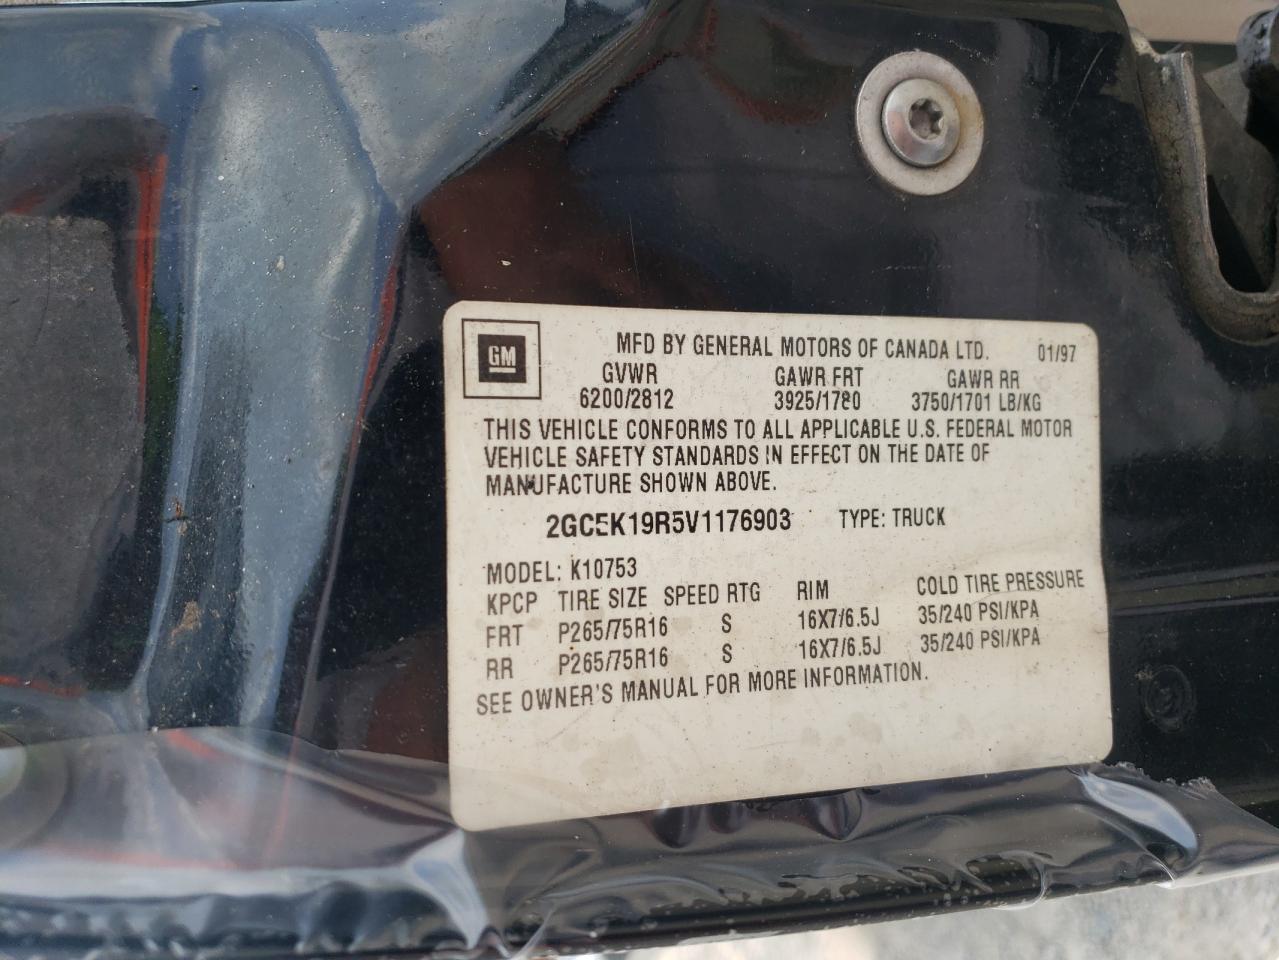 GM
MFD BY GENERAL MOTORS OF CANADA LTD. 01/97
GVWR GAWR FRT GAWR RR
6200/2812 3925/1780 3750/1701 LB/KG
THIS VEHICLE CONFORMS TO ALL APPLICABLE U.S. FEDERAL MOTOR
VEHICLE SAFETY STANDARDS IN EFFECT ON THE DATE OF
MANUFACTURE SHOWN ABOVE.
2GCEK19R5V1176903 TYPE: TRUCK
MODEL: K10753
KPCP TIRE SIZE SPEED RTG RIM COLD TIRE PRESSURE
FRT P265/75R16 S 16X7/6.5J 35/240 PSI/KPA
RR P265/75R16 S 16X7/6.5J 35/240 PSI/KPA
SEE OWNER'S MANUAL FOR MORE INFORMATION.